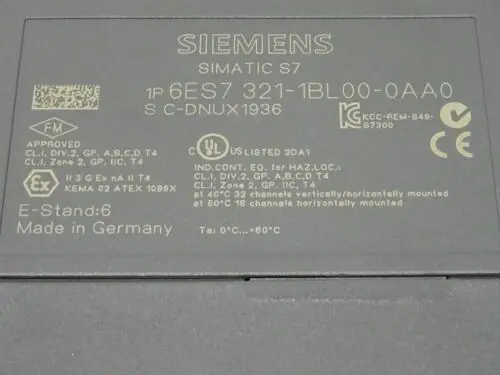 SIEMENS
SIMATIC S7
1P 6ES7 321-1BL00-0AA0
S C-DNUX1936
KCC-REM-S49-
S7300
FM
APPROVED
CL.I, DIV.2, GP. A,B,C,D T4
CL.I, Zone 2, GP. IIC, T4
C UL US LISTED 3DA1
IND.CONT. EQ. for HAZ.LOC.:
CL.I, DIV.2, GP. A,B,C,D T4
CL.I, Zone 2, GP. IIC, T4
at 40°C 32 channels vertically/horizontally mounted
at 60°C 16 channels horizontally mounted
Ex II 3 G Ex nA II T4
KEMA 02 ATEX 1096X
E-Stand:6
Made in Germany
Ta: 0°C...+60°C
CE